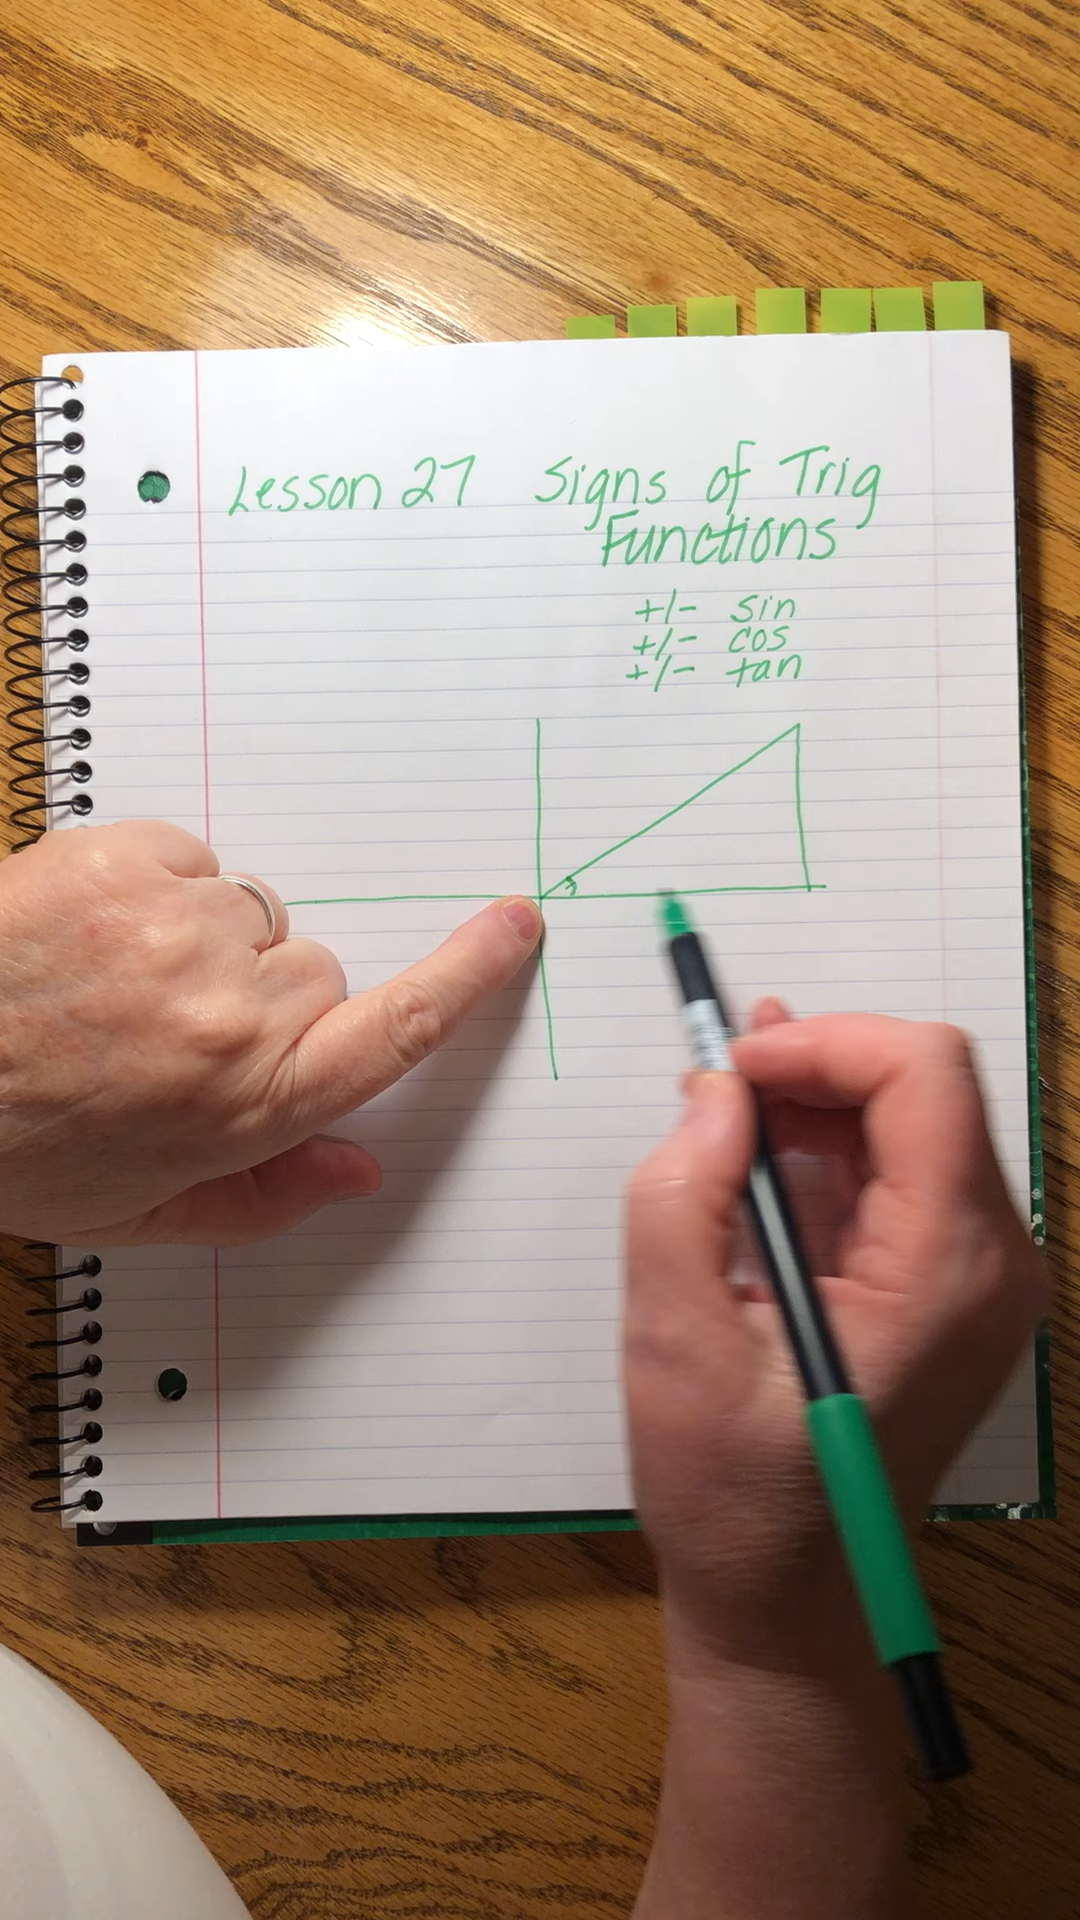 Lesson 27 Signs of Trig
Functions
+/- sin
+/- cos
+/- tan